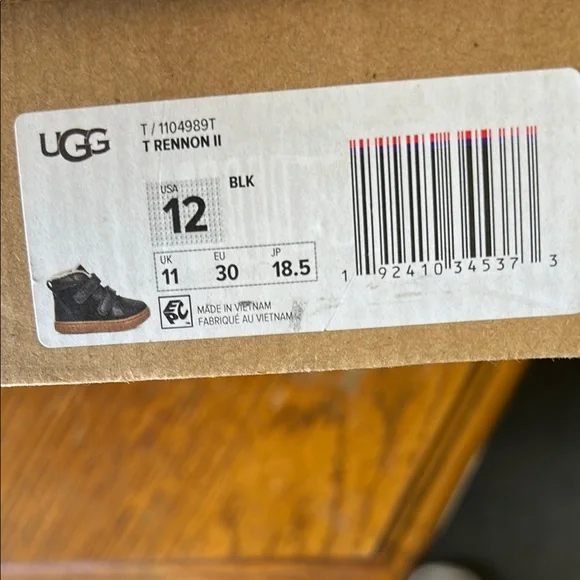 UGG
T / 1104989T
T RENNON II
USA
12
BLK
UK
11
EU
30
JP
18.5
MADE IN VIETNAM
FABRIQUÉ AU VIETNAM
1 92410 34537 3